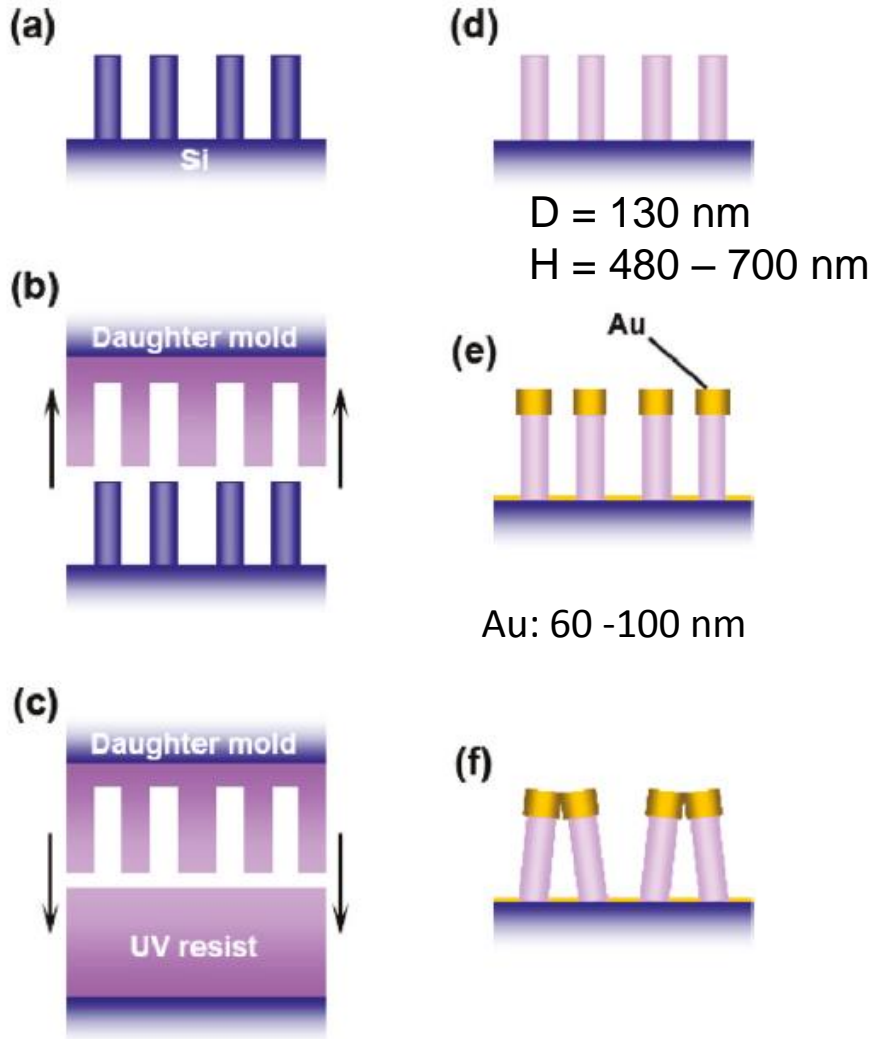 (a)
Si
(b)
Daughter mold
(c)
Daughter mold
UV resist
(d)
D = 130 nm
H = 480 – 700 nm
(e)
Au
Au: 60 -100 nm
(f)